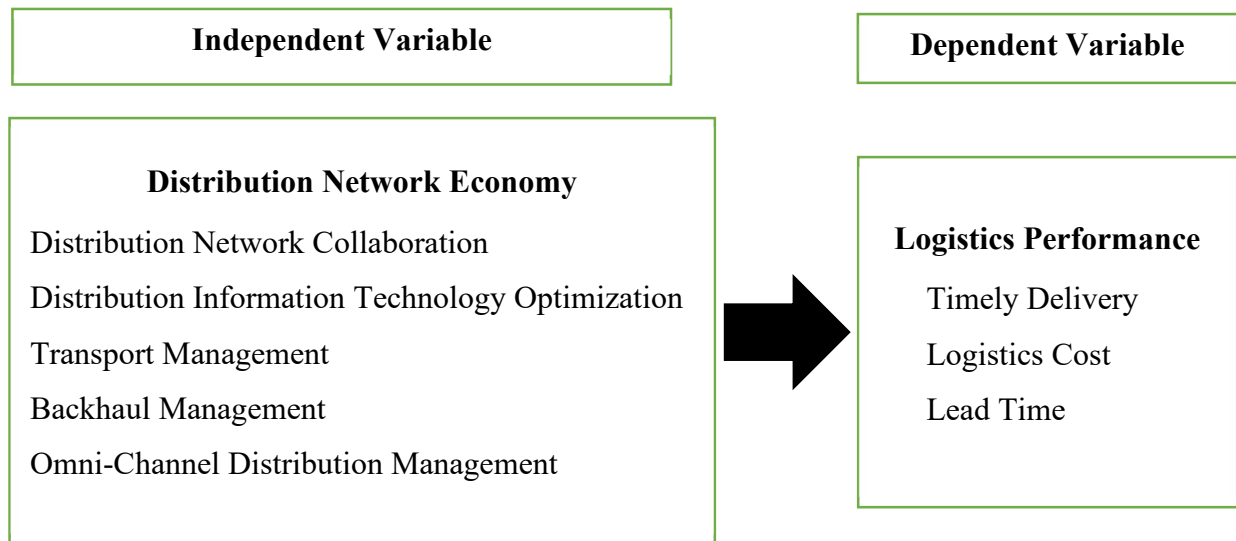 Independent Variable
Dependent Variable
Distribution Network Economy
Distribution Network Collaboration
Distribution Information Technology Optimization
Transport Management
Backhaul Management
Omni-Channel Distribution Management
Logistics Performance
Timely Delivery
Logistics Cost
Lead Time